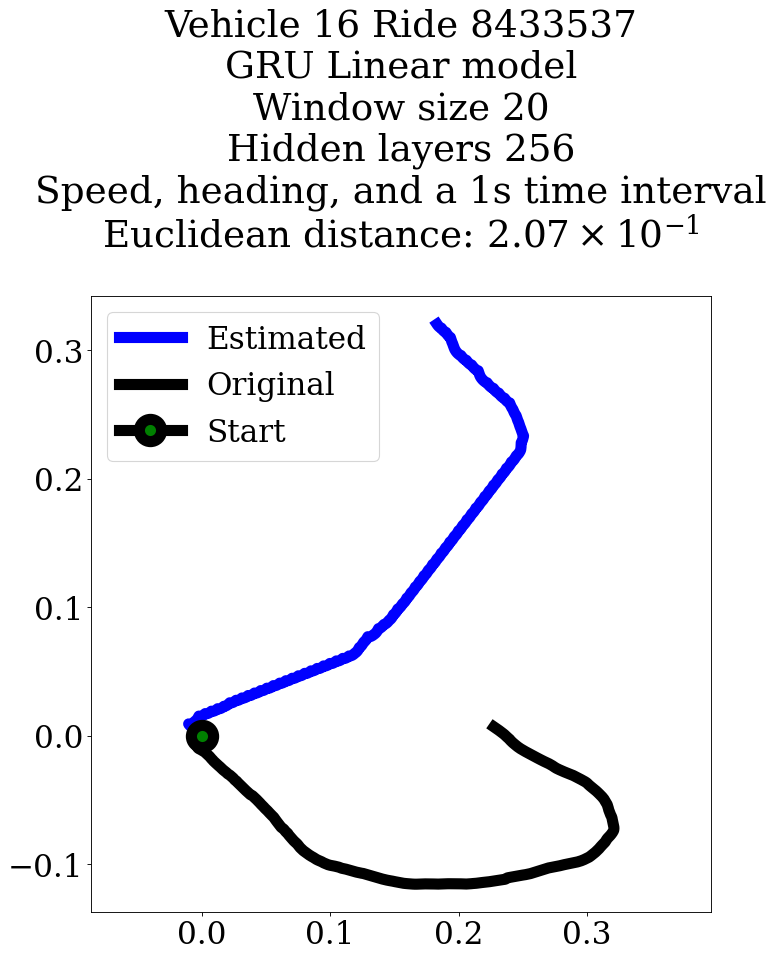 Vehicle 16 Ride 8433537
GRU Linear model
Window size 20
Hidden layers 256
Speed, heading, and a 1s time interval
Euclidean distance: 2.07 × 10⁻¹
Estimated
Original
Start
0.3
0.2
0.1
0.0
−0.1
0.0 0.1 0.2 0.3